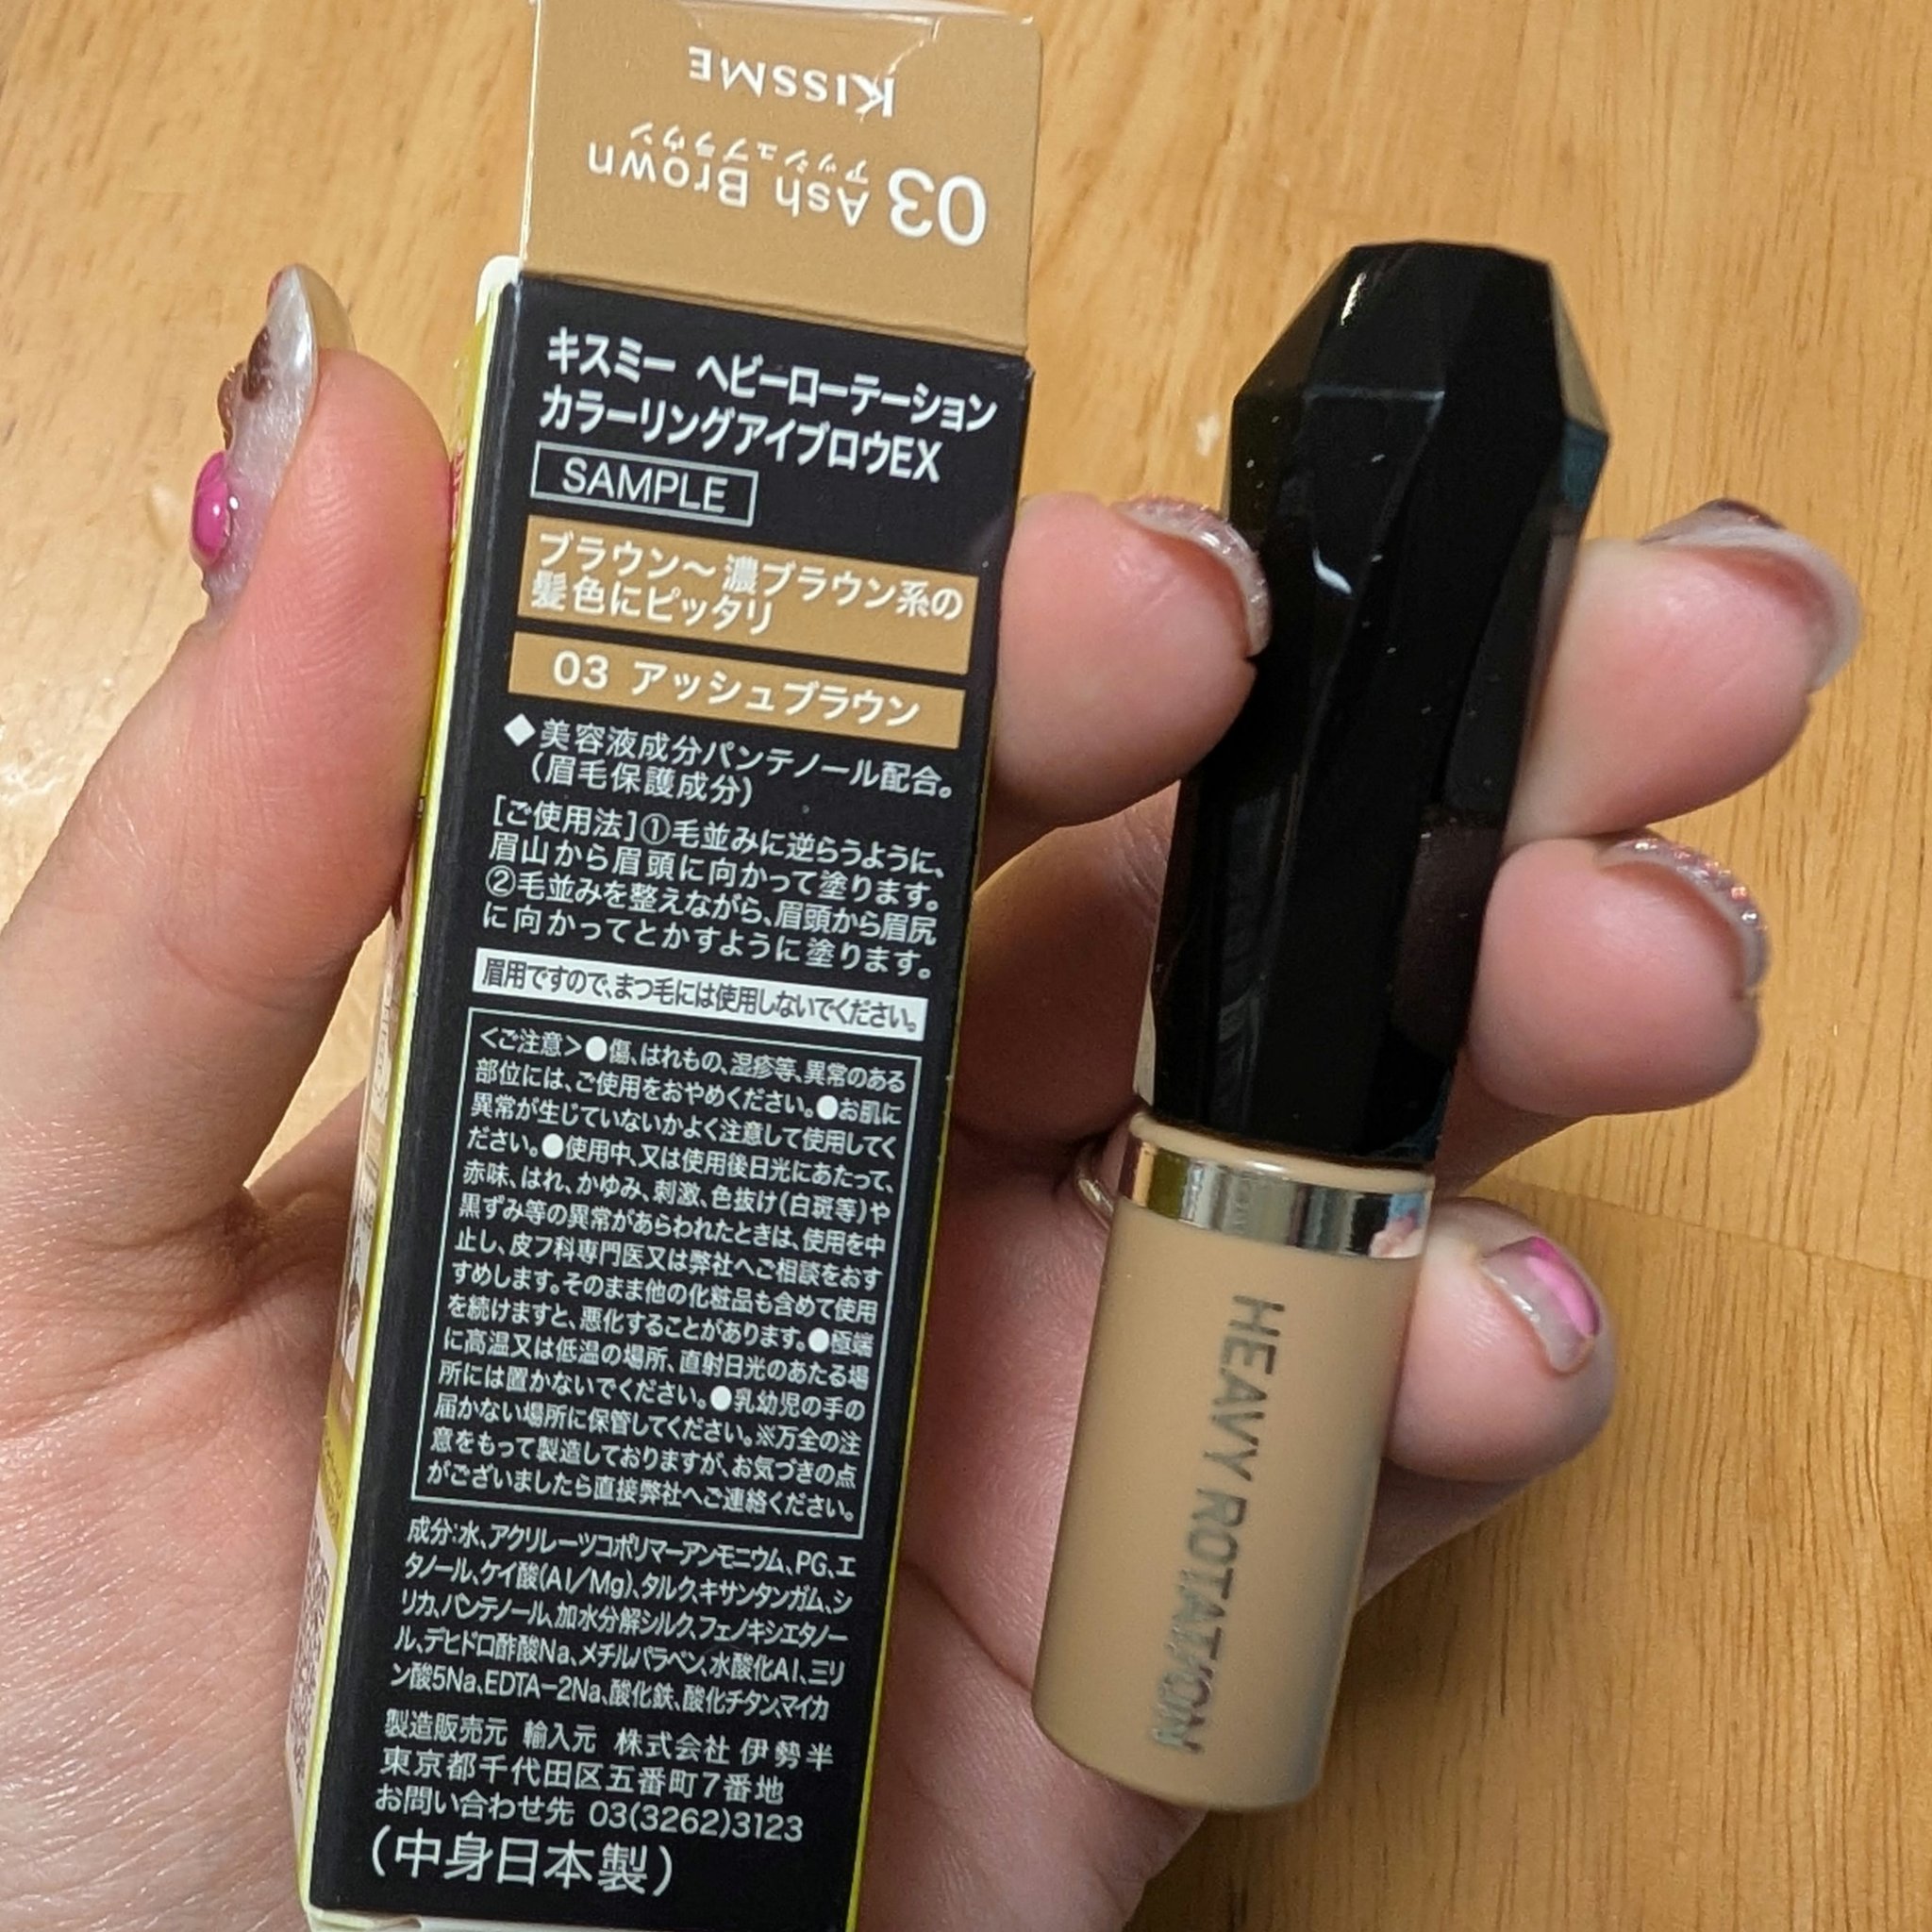 KISSME
03 Ash Brown
アッシュブラウン
キスミー ヘビーローテーション
カラーリングアイブロウEX
SAMPLE
ブラウン～濃ブラウン系の
髪色にピッタリ
03 アッシュブラウン
◆美容液成分パンテノール配合。
(眉毛保護成分)
[ご使用法]①毛並みに逆らうように、
眉山から眉頭に向かって塗ります。
②毛並みを整えながら、眉頭から眉尻
に向かってとかすように塗ります。
眉用ですので、まつ毛には使用しないでください。
<ご注意>●傷、はれもの、湿疹等、異常のある
部位には、ご使用をおやめください。●お肌に
異常が生じていないかよく注意して使用してく
ださい。●使用中、又は使用後日光にあたって、
赤味、はれ、かゆみ、刺激、色抜け(白斑等)や
黒ずみ等の異常があらわれたときは、使用を中
止し、皮フ科専門医又は弊社へご相談をおす
すめします。そのまま他の化粧品も含めて使用
を続けますと、悪化することがあります。●極端
に高温又は低温の場所、直射日光のあたる場
所には置かないでください。●乳幼児の手の
届かない場所に保管してください。※万全の注
意をもって製造しておりますが、お気づきの点
がございましたら直接弊社へご連絡ください。
成分:水、アクリレーツコポリマーアンモニウム、PG、エ
タノール、ケイ酸(Al/Mg)、タルク、キサンタンガム、シ
リカ、パンテノール、加水分解シルク、フェノキシエタノー
ル、デヒドロ酢酸Na、メチルパラベン、水酸化Al、ミリ
ン酸5Na、EDTA-2Na、酸化鉄、酸化チタン、マイカ
製造販売元 輸入元 株式会社 伊勢半
東京都千代田区五番町7番地
お問い合わせ先 03(3262)3123
(中身日本製)
HEAVY ROTATION